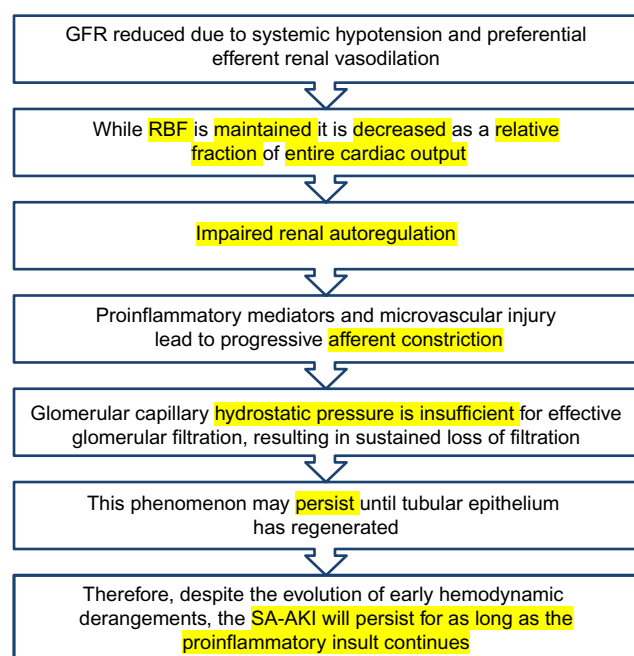 GFR reduced due to systemic hypotension and preferential
efferent renal vasodilation
While RBF is maintained it is decreased as a relative
fraction of entire cardiac output
Impaired renal autoregulation
Proinflammatory mediators and microvascular injury
lead to progressive afferent constriction
Glomerular capillary hydrostatic pressure is insufficient for effective
glomerular filtration, resulting in sustained loss of filtration
This phenomenon may persist until tubular epithelium
has regenerated
Therefore, despite the evolution of early hemodynamic
derangements, the SA-AKI will persist for as long as the
proinflammatory insult continues